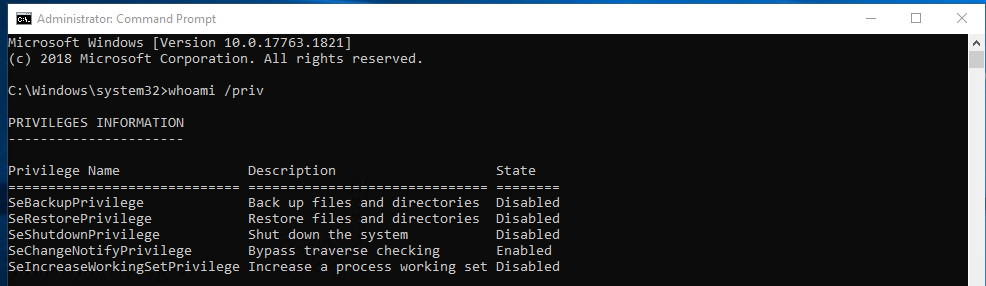 Administrator: Command Prompt
Microsoft Windows [Version 10.0.17763.1821]
(c) 2018 Microsoft Corporation. All rights reserved.
C:\Windows\system32>whoami /priv
PRIVILEGES INFORMATION
----------------------
Privilege Name Description State
============================= ============================== ========
SeBackupPrivilege Back up files and directories Disabled
SeRestorePrivilege Restore files and directories Disabled
SeShutdownPrivilege Shut down the system Disabled
SeChangeNotifyPrivilege Bypass traverse checking Enabled
SeIncreaseWorkingSetPrivilege Increase a process working set Disabled